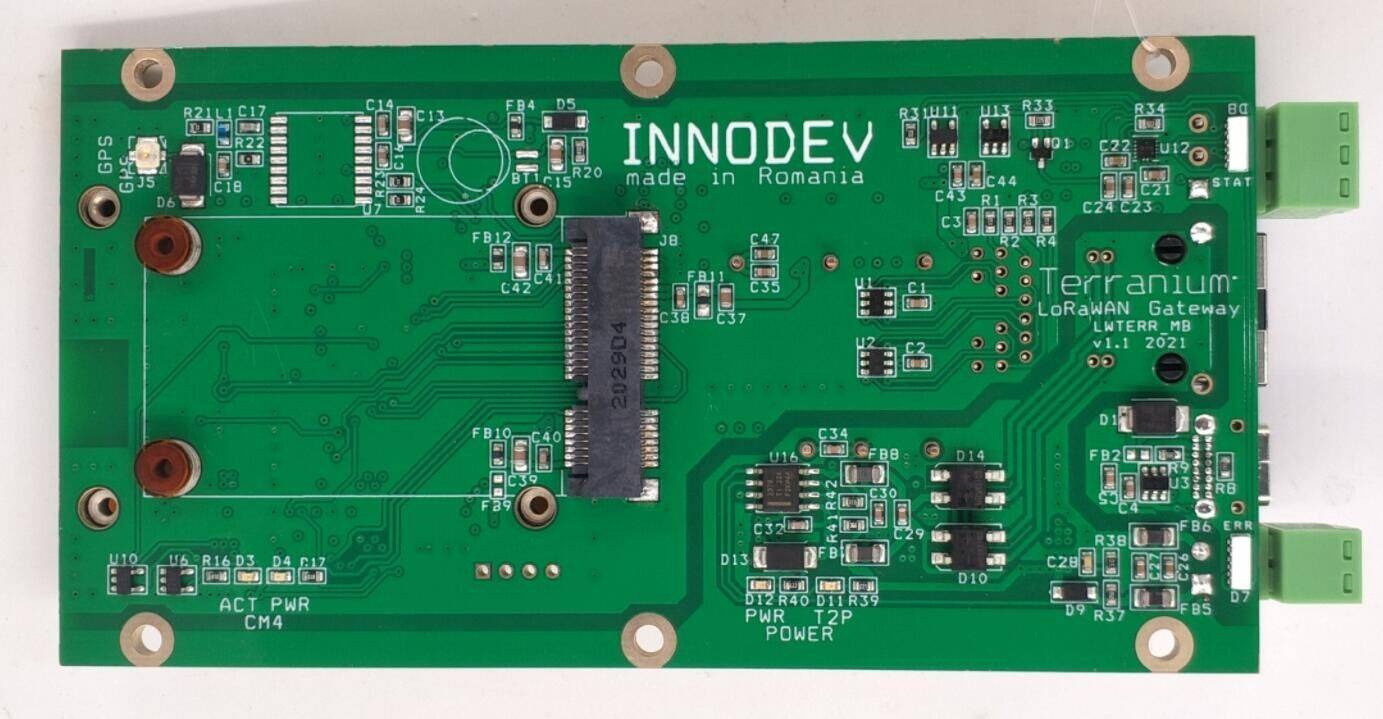 R21 L1 C17
C14
C13
FB4
D5
INNODEV
made in Romania
R31 U11
U13
R33
R34
D8
GPS
J5
R22
C18
D6
C16
R23
R24
U7
BT1
C15
R20
Q1
C22
U12
C21
STAT
C43
C44
C24 C23
C3
R1
R3
R2
R4
J8
FB12
C42
C41
C47
C35
FB11
C38
C37
U1
C1
U2
C2
Terranium
LoRaWAN Gateway
LWTERR_MB
v1.1 2021
2029D4
D1
FB10
C40
C39
FB9
C34
U16
FB8
D14
FB2
R9
U3
R8
C4
R42
C30
C32
R41
C29
D13
D10
FB6
ERR
R38
C28
C27
C26
D9
R37
FB5
D7
U10
U6
R16
D3
D4
R17
ACT PWR
CM4
D12 R40 D11 R39
PWR T2P
POWER